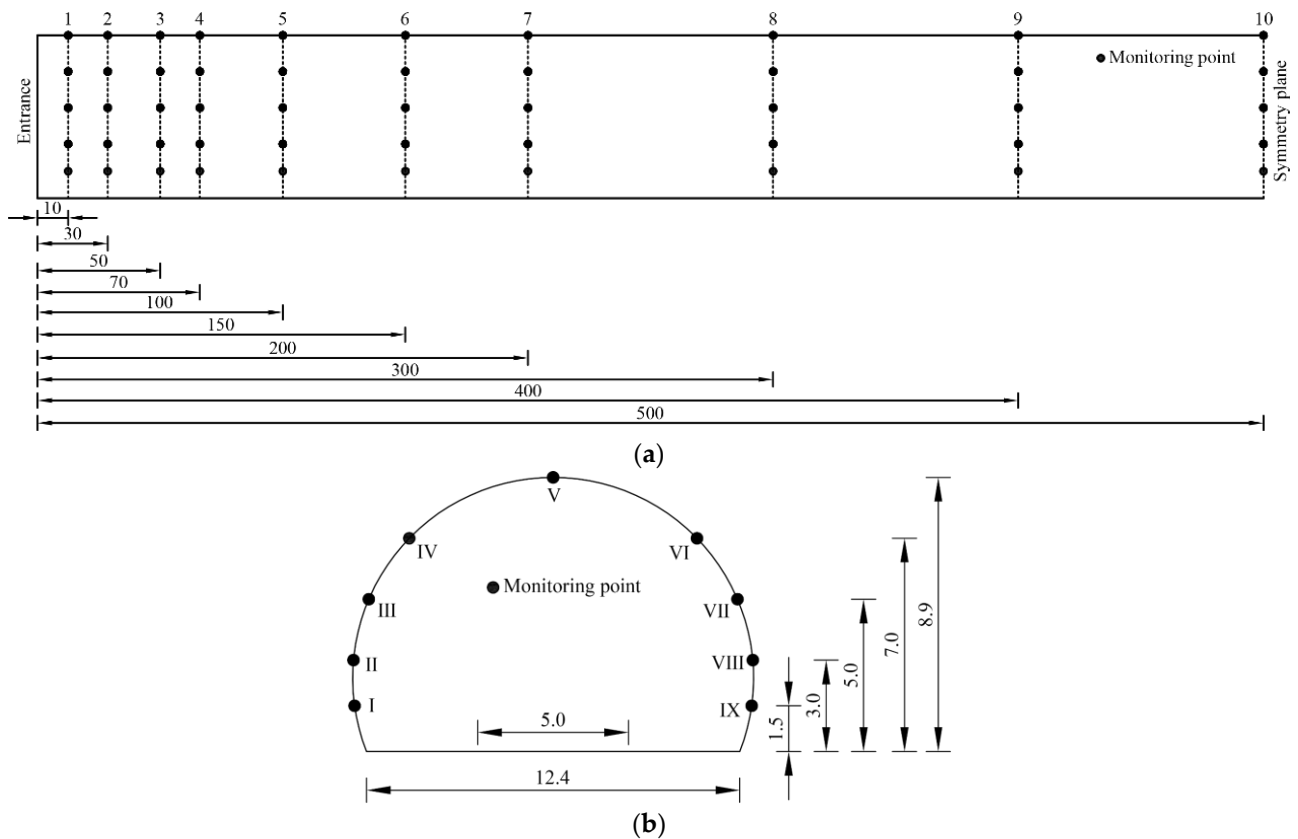 1 2 3 4 5 6 7 8 9 10
Monitoring point
Entrance
Symmetry plane
10
30
50
70
100
150
200
300
400
500
(a)
V
IV VI
Monitoring point
III VII
II VIII
I IX
5.0
12.4
1.5
3.0
5.0
7.0
8.9
(b)